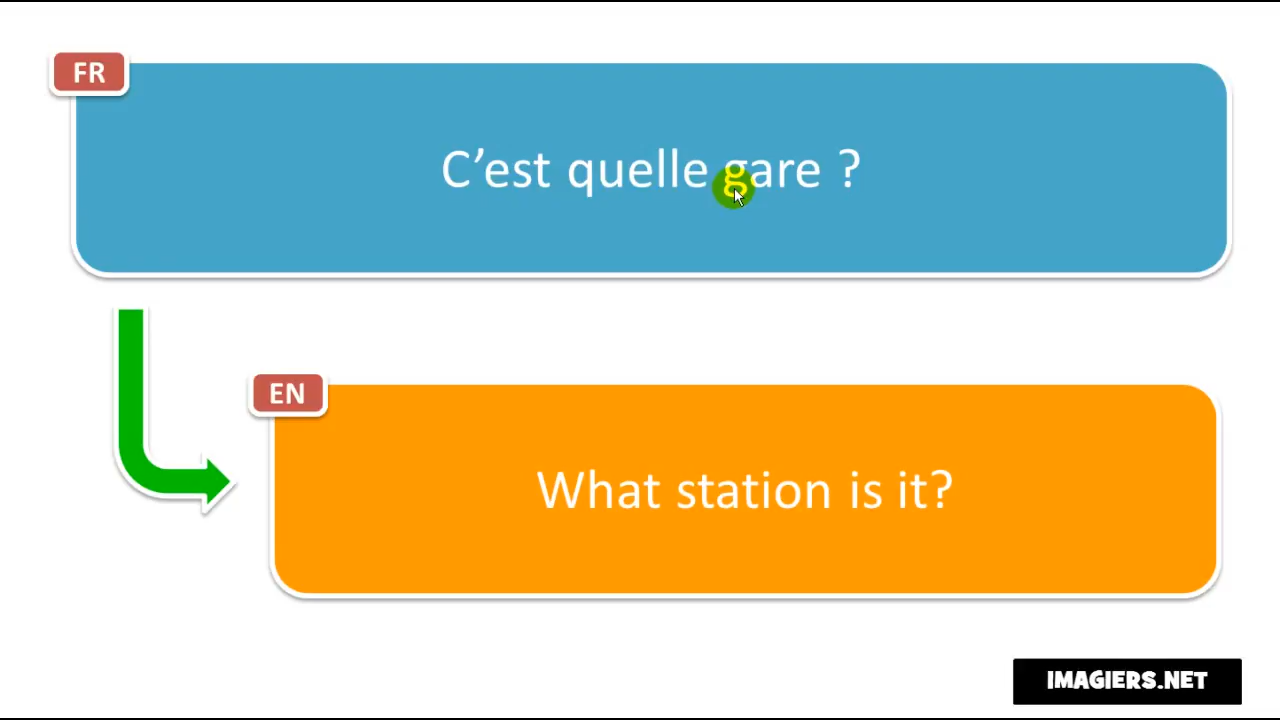 FR
C’est quelle gare ?
EN
What station is it?
IMAGIERS.NET